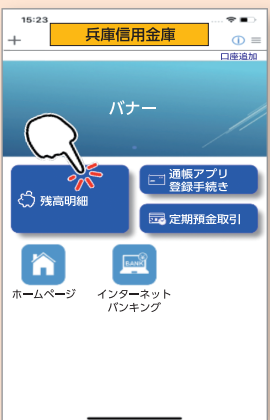 15:23
兵庫信用金庫
口座追加
バナー
残高明細
通帳アプリ
登録手続き
定期預金取引
BANK
ホームページ
インターネット
バンキング